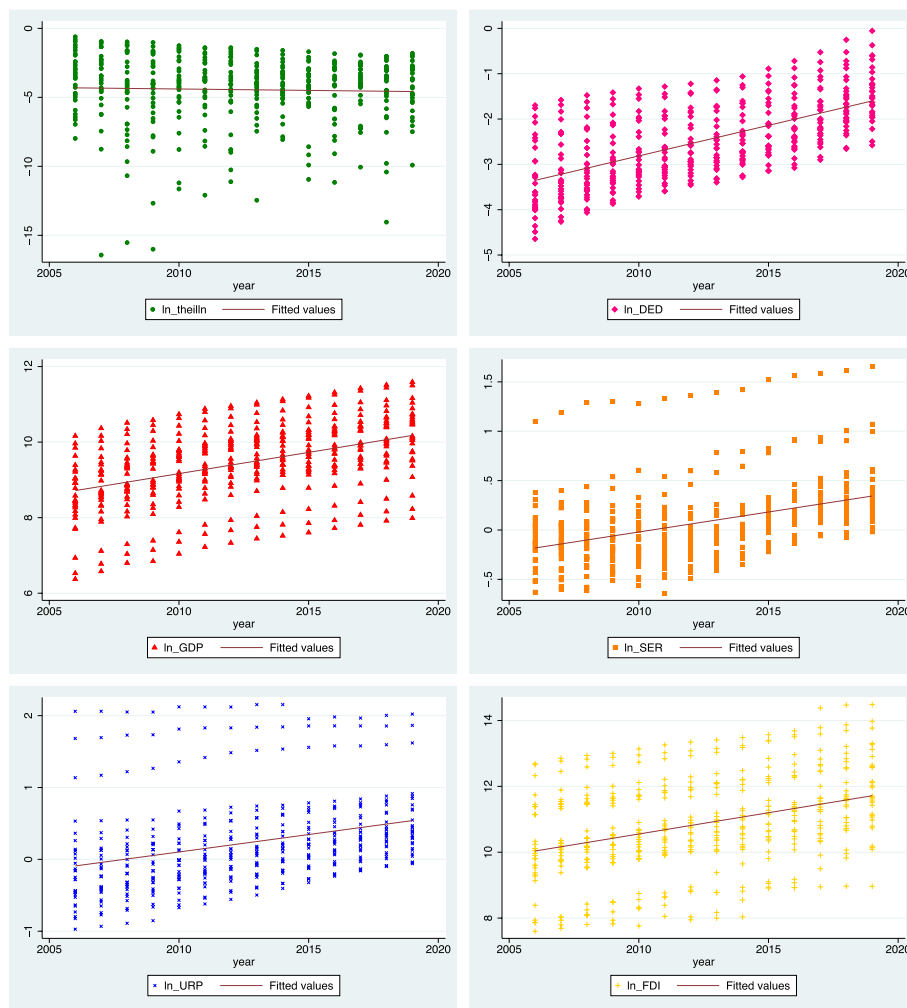 0
−5
−10
−15
2005 2010 2015 2020
year
ln_theilln Fitted values
0
−1
−2
−3
−4
−5
2005 2010 2015 2020
year
ln_DED Fitted values
12
10
8
6
2005 2010 2015 2020
year
ln_GDP Fitted values
1.5
1
.5
0
−.5
2005 2010 2015 2020
year
ln_SER Fitted values
2
1
0
−1
2005 2010 2015 2020
year
ln_URP Fitted values
14
12
10
8
2005 2010 2015 2020
year
ln_FDI Fitted values